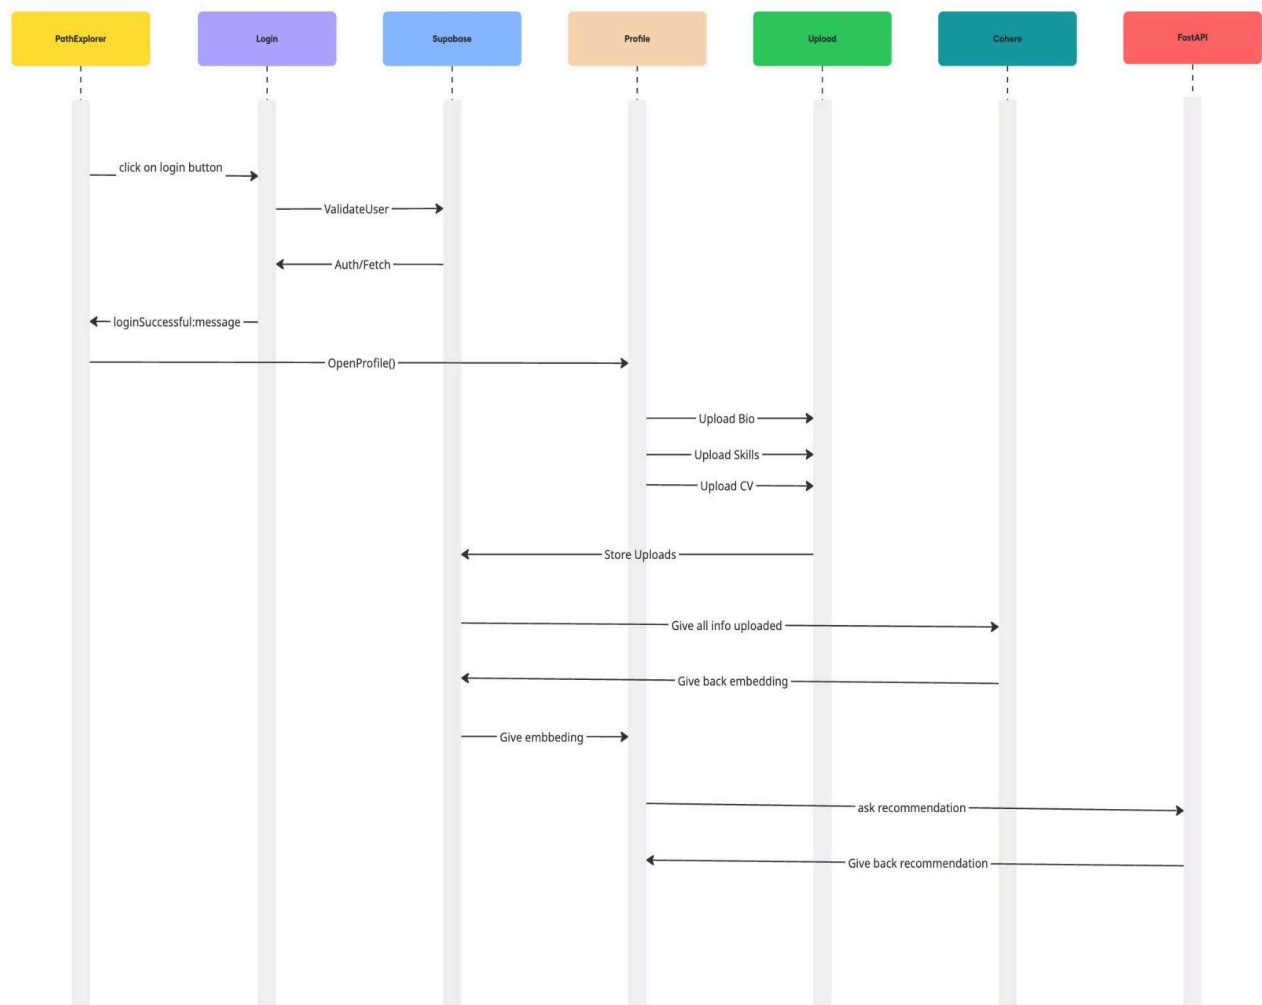 PathExplorer
Login
Supabase
Profile
Upload
Cohere
FastAPI
click on login button
ValidateUser
Auth/Fetch
loginSuccessful:message
OpenProfile()
Upload Bio
Upload Skills
Upload CV
Store Uploads
Give all info uploaded
Give back embedding
Give embbeding
ask recommendation
Give back recommendation